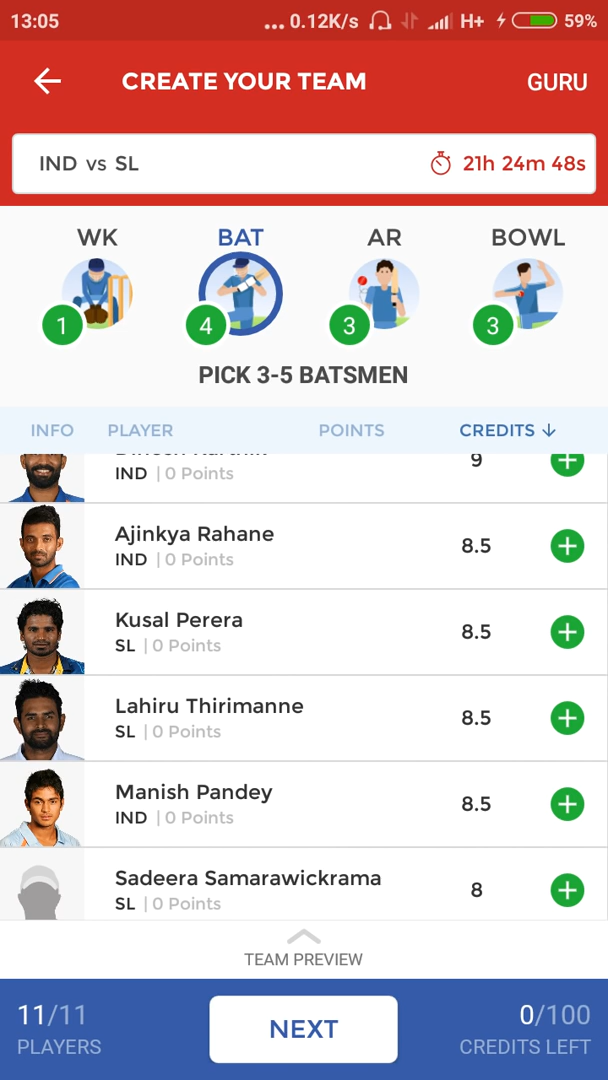 13:05 ... 0.12K/s H+ 59%
CREATE YOUR TEAM GURU
IND vs SL 21h 24m 48s
WK BAT AR BOWL
1 4 3 3
PICK 3-5 BATSMEN
INFO PLAYER POINTS CREDITS
9
IND | 0 Points
Ajinkya Rahane
IND | 0 Points 8.5
Kusal Perera
SL | 0 Points 8.5
Lahiru Thirimanne
SL | 0 Points 8.5
Manish Pandey
IND | 0 Points 8.5
Sadeera Samarawickrama
SL | 0 Points 8
TEAM PREVIEW
11/11 NEXT 0/100
PLAYERS CREDITS LEFT